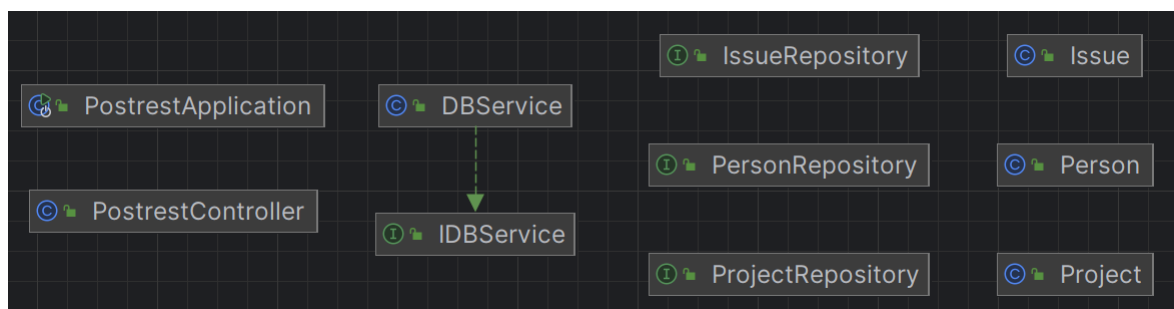 IssueRepository
Issue
PostrestApplication
DBService
PersonRepository
Person
PostrestController
IDBService
ProjectRepository
Project